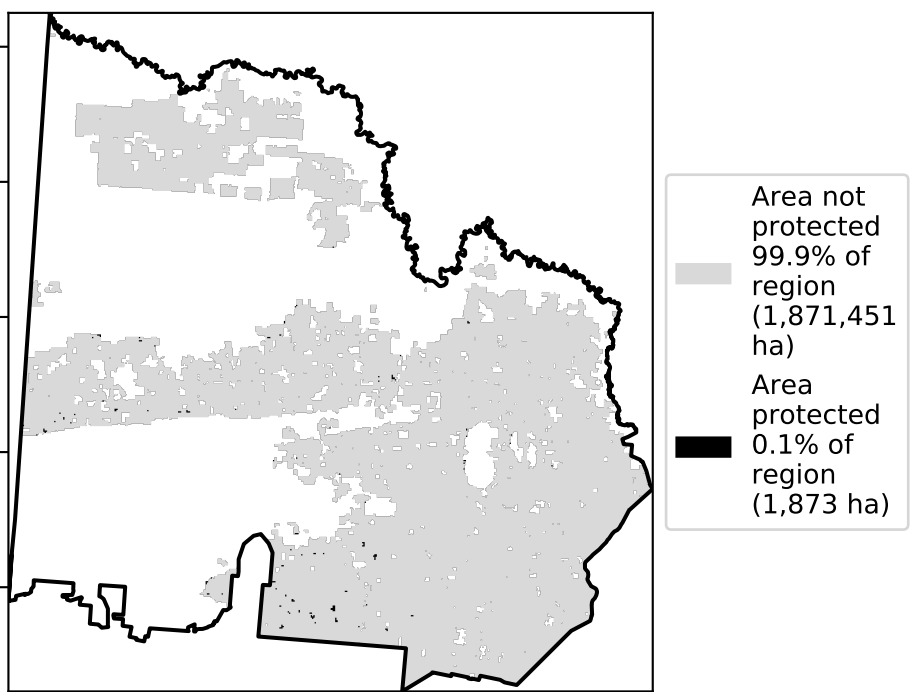 Area not
protected
99.9% of
region
(1,871,451
ha)
Area
protected
0.1% of
region
(1,873 ha)